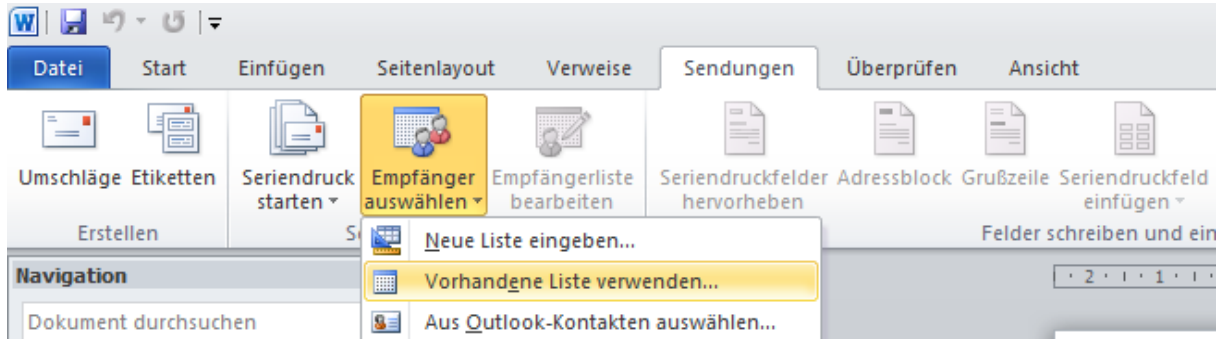 Datei Start Einfügen Seitenlayout Verweise Sendungen Überprüfen Ansicht
Umschläge Etiketten Seriendruck starten Empfänger auswählen Empfängerliste bearbeiten Seriendruckfelder hervorheben Adressblock Grußzeile Seriendruckfeld einfügen
Erstellen Felder schreiben und ein
Neue Liste eingeben...
Navigation
Vorhandene Liste verwenden...
Dokument durchsuchen
Aus Outlook-Kontakten auswählen...
2 1